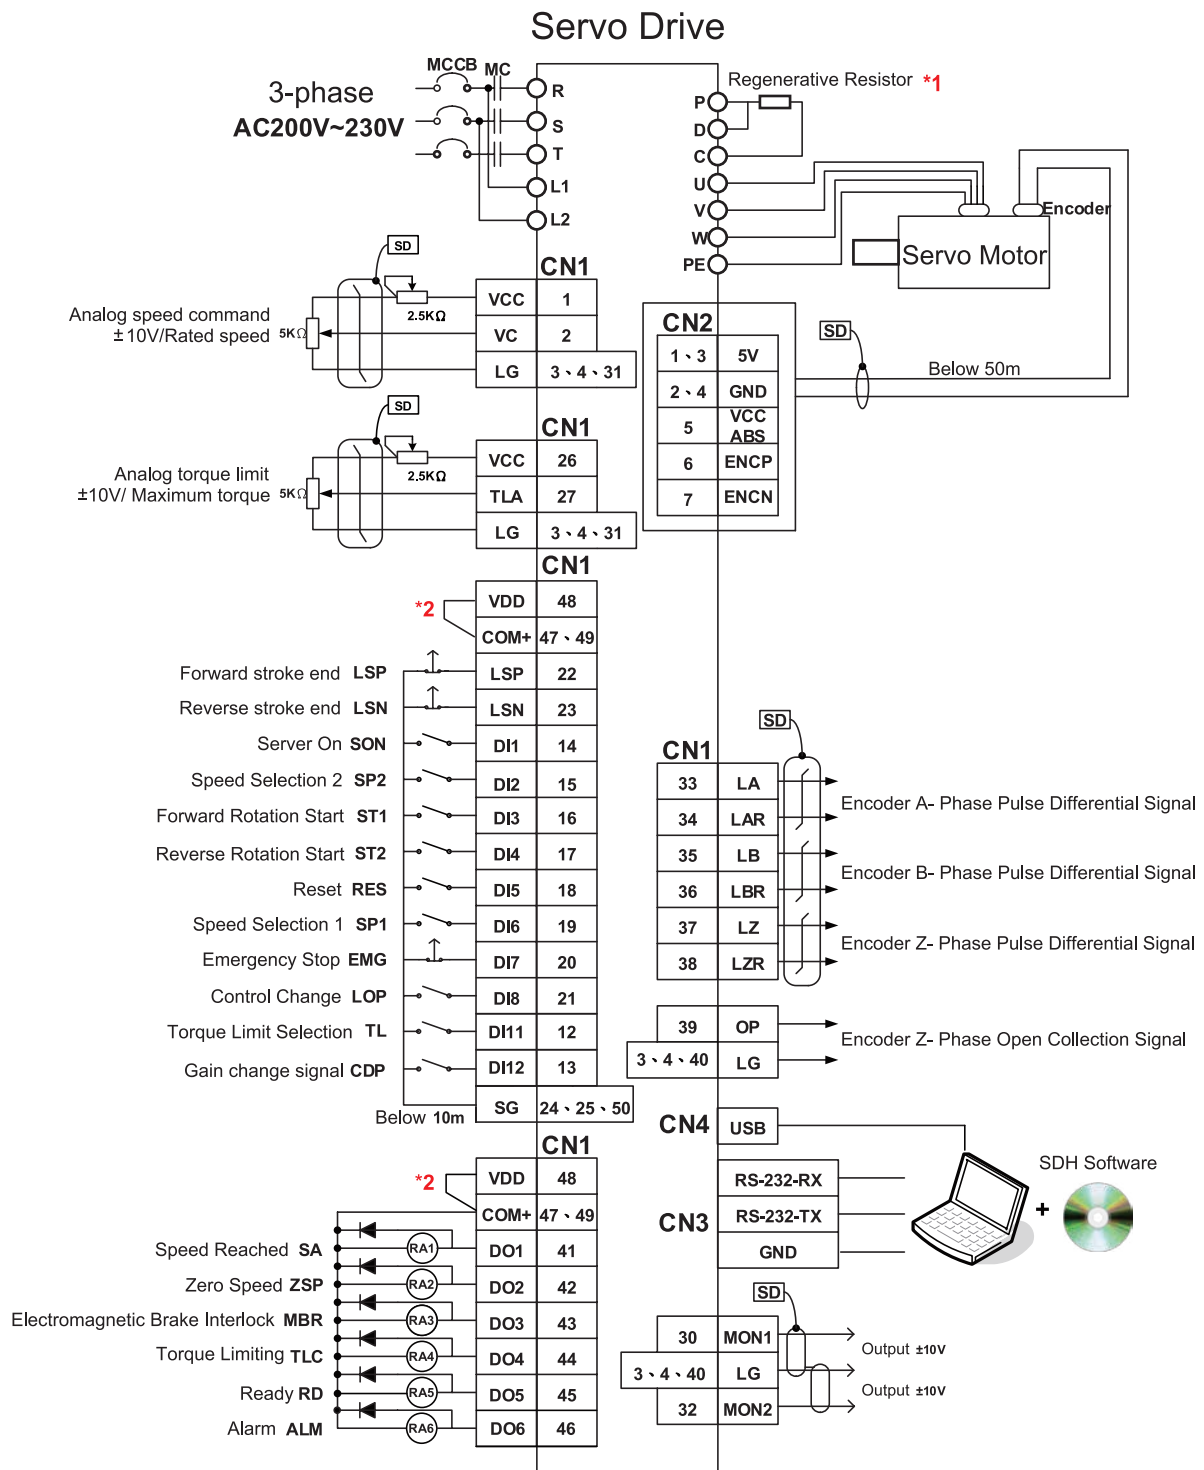 Servo Drive
MCCB MC
3-phase
AC200V~230V
R
S
T
L1
L2
Regenerative Resistor *1
P
D
C
U
V
W
PE
Encoder
Servo Motor
SD
CN1
VCC 1
2.5KΩ
Analog speed command
±10V/Rated speed 5KΩ
VC 2
LG 3、4、31
SD
CN1
VCC 26
2.5KΩ
Analog torque limit
±10V/ Maximum torque 5KΩ
TLA 27
LG 3、4、31
CN2
1、3 5V
2、4 GND
5 VCC ABS
6 ENCP
7 ENCN
SD
Below 50m
CN1
*2 VDD 48
COM+ 47、49
Forward stroke end LSP LSP 22
Reverse stroke end LSN LSN 23
Server On SON DI1 14
Speed Selection 2 SP2 DI2 15
Forward Rotation Start ST1 DI3 16
Reverse Rotation Start ST2 DI4 17
Reset RES DI5 18
Speed Selection 1 SP1 DI6 19
Emergency Stop EMG DI7 20
Control Change LOP DI8 21
Torque Limit Selection TL DI11 12
Gain change signal CDP DI12 13
Below 10m SG 24、25、50
SD
CN1
33 LA
Encoder A- Phase Pulse Differential Signal
34 LAR
35 LB
Encoder B- Phase Pulse Differential Signal
36 LBR
37 LZ
Encoder Z- Phase Pulse Differential Signal
38 LZR
39 OP
Encoder Z- Phase Open Collection Signal
3、4、40 LG
CN4 USB
SDH Software
+
RS-232-RX
CN3 RS-232-TX
GND
CN1
*2 VDD 48
COM+ 47、49
Speed Reached SA RA1 DO1 41
Zero Speed ZSP RA2 DO2 42
Electromagnetic Brake Interlock MBR RA3 DO3 43
Torque Limiting TLC RA4 DO4 44
Ready RD RA5 DO5 45
Alarm ALM RA6 DO6 46
SD
30 MON1
Output ±10V
3、4、40 LG
Output ±10V
32 MON2